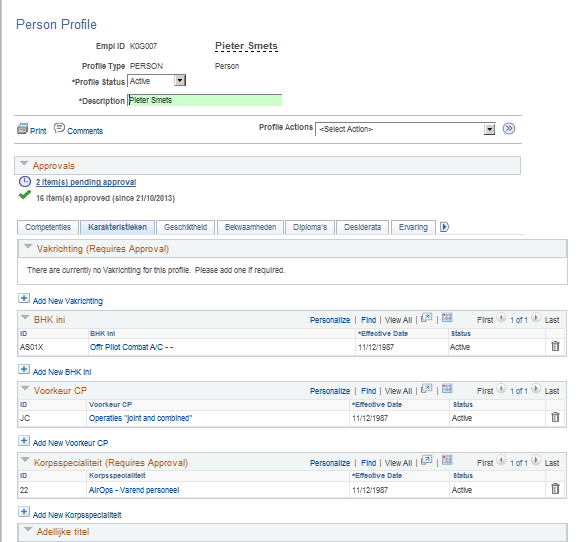 Person Profile
Empl ID K0G007 Pieter Smets
Profile Type PERSON Person
*Profile Status Active
*Description Pieter Smets
Print Comments Profile Actions <Select Action>
Approvals
2 item(s) pending approval
16 item(s) approved (since 21/10/2013)
Competenties Karakteristieken Geschiktheid Bekwaamheden Diploma's Desiderata Ervaring
Vakrichting (Requires Approval)
There are currently no Vakrichting for this profile. Please add one if required.
Add New Vakrichting
BHK ini Personalize | Find | View All | | First 1 of 1 Last
ID BHK ini *Effective Date Status
AS01X Offr Pilot Combat A/C - - 11/12/1987 Active
Add New BHK ini
Voorkeur CP Personalize | Find | View All | | First 1 of 1 Last
ID Voorkeur CP *Effective Date Status
JC Operaties "joint and combined" 11/12/1987 Active
Add New Voorkeur CP
Korpsspecialiteit (Requires Approval) Personalize | Find | View All | | First 1 of 1 Last
ID Korpsspecialiteit *Effective Date Status
22 AirOps - Varend personeel 11/12/1987 Active
Add New Korpsspecialiteit
Adellijke titel